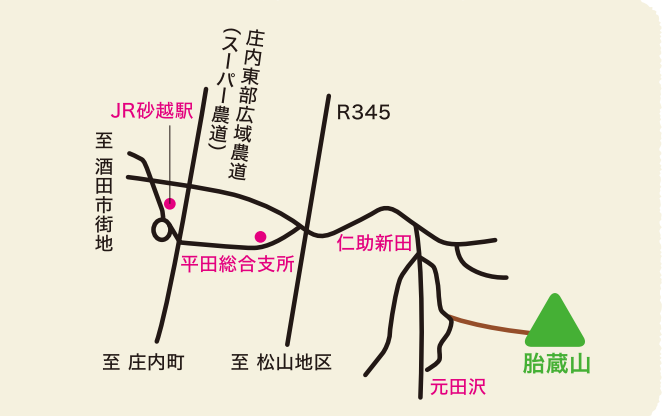 庄内東部広域農道
(スーパー農道)
JR砂越駅
R345
至 酒田市街地
仁助新田
平田総合支所
至 庄内町
至 松山地区
胎蔵山
元田沢